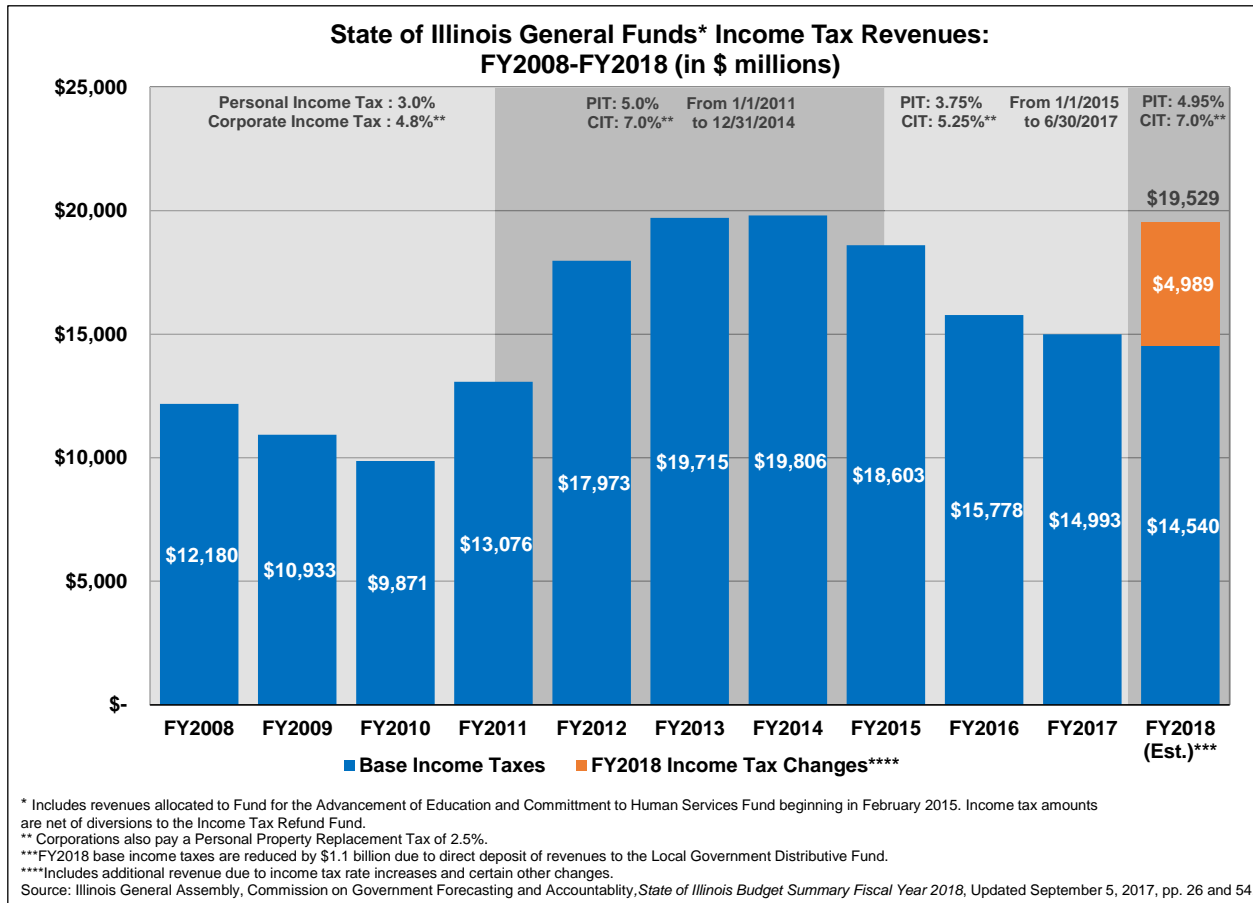 State of Illinois General Funds* Income Tax Revenues:
FY2008-FY2018 (in $ millions)
$25,000
$20,000
$15,000
$10,000
$5,000
$-
Personal Income Tax : 3.0%
Corporate Income Tax : 4.8%**
PIT: 5.0% From 1/1/2011
CIT: 7.0%** to 12/31/2014
PIT: 3.75% From 1/1/2015
CIT: 5.25%** to 6/30/2017
PIT: 4.95%
CIT: 7.0%**
$12,180
$10,933
$9,871
$13,076
$17,973
$19,715
$19,806
$18,603
$15,778
$14,993
$19,529
$4,989
$14,540
FY2008 FY2009 FY2010 FY2011 FY2012 FY2013 FY2014 FY2015 FY2016 FY2017 FY2018
(Est.)***
Base Income Taxes FY2018 Income Tax Changes****
* Includes revenues allocated to Fund for the Advancement of Education and Committment to Human Services Fund beginning in February 2015. Income tax amounts
are net of diversions to the Income Tax Refund Fund.
** Corporations also pay a Personal Property Replacement Tax of 2.5%.
***FY2018 base income taxes are reduced by $1.1 billion due to direct deposit of revenues to the Local Government Distributive Fund.
****Includes additional revenue due to income tax rate increases and certain other changes.
Source: Illinois General Assembly, Commission on Government Forecasting and Accountablity,State of Illinois Budget Summary Fiscal Year 2018, Updated September 5, 2017, pp. 26 and 54